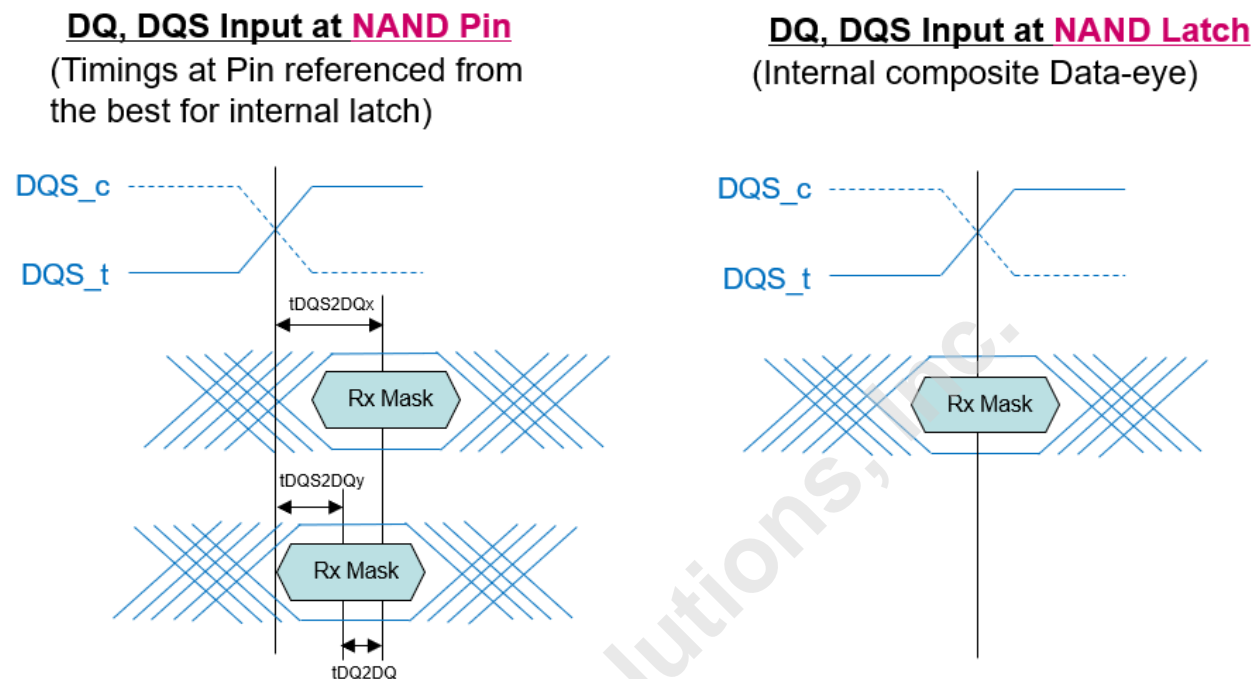 DQ, DQS Input at NAND Pin
(Timings at Pin referenced from
the best for internal latch)
DQS_c
DQS_t
tDQS2DQx
Rx Mask
tDQS2DQy
Rx Mask
tDQ2DQ
DQ, DQS Input at NAND Latch
(Internal composite Data-eye)
DQS_c
DQS_t
Rx Mask
lutions, Inc.